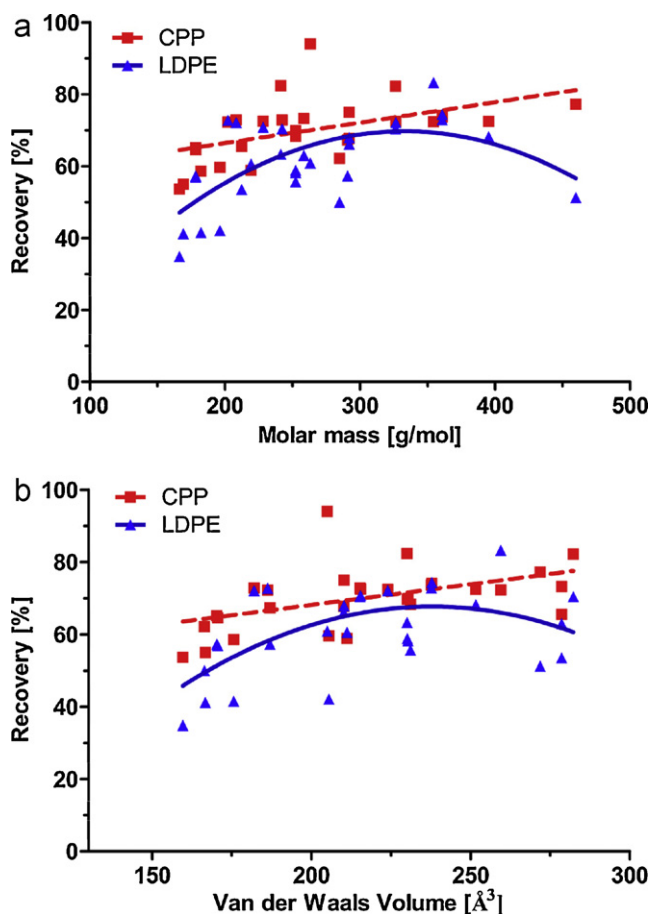 a
CPP
LDPE
Recovery [%]
100
80
60
40
20
0
100
200
300
400
500
Molar mass [g/mol]
b
CPP
LDPE
Recovery [%]
100
80
60
40
20
0
150
200
250
300
Van der Waals Volume [Å³]